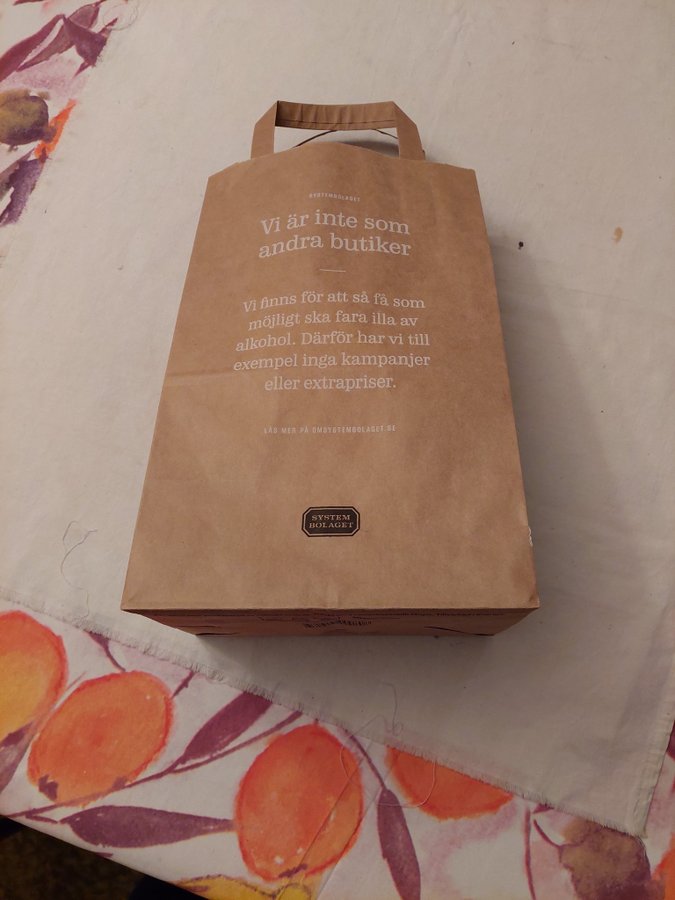 SYSTEMBOLAGET
Vi är inte som
andra butiker
Vi finns för att så få som
möjligt ska fara illa av
alkohol. Därför har vi till
exempel inga kampanjer
eller extrapriser.
LÄS MER PÅ OMSYSTEMBOLAGET.SE
SYSTEM
BOLAGET